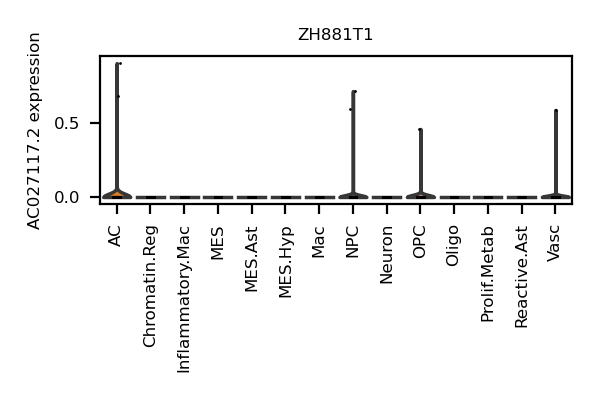 ZH881T1
AC027117.2 expression
0.5
0.0
AC
Chromatin.Reg
Inflammatory.Mac
MES
MES.Ast
MES.Hyp
Mac
NPC
Neuron
OPC
Oligo
Prolif.Metab
Reactive.Ast
Vasc